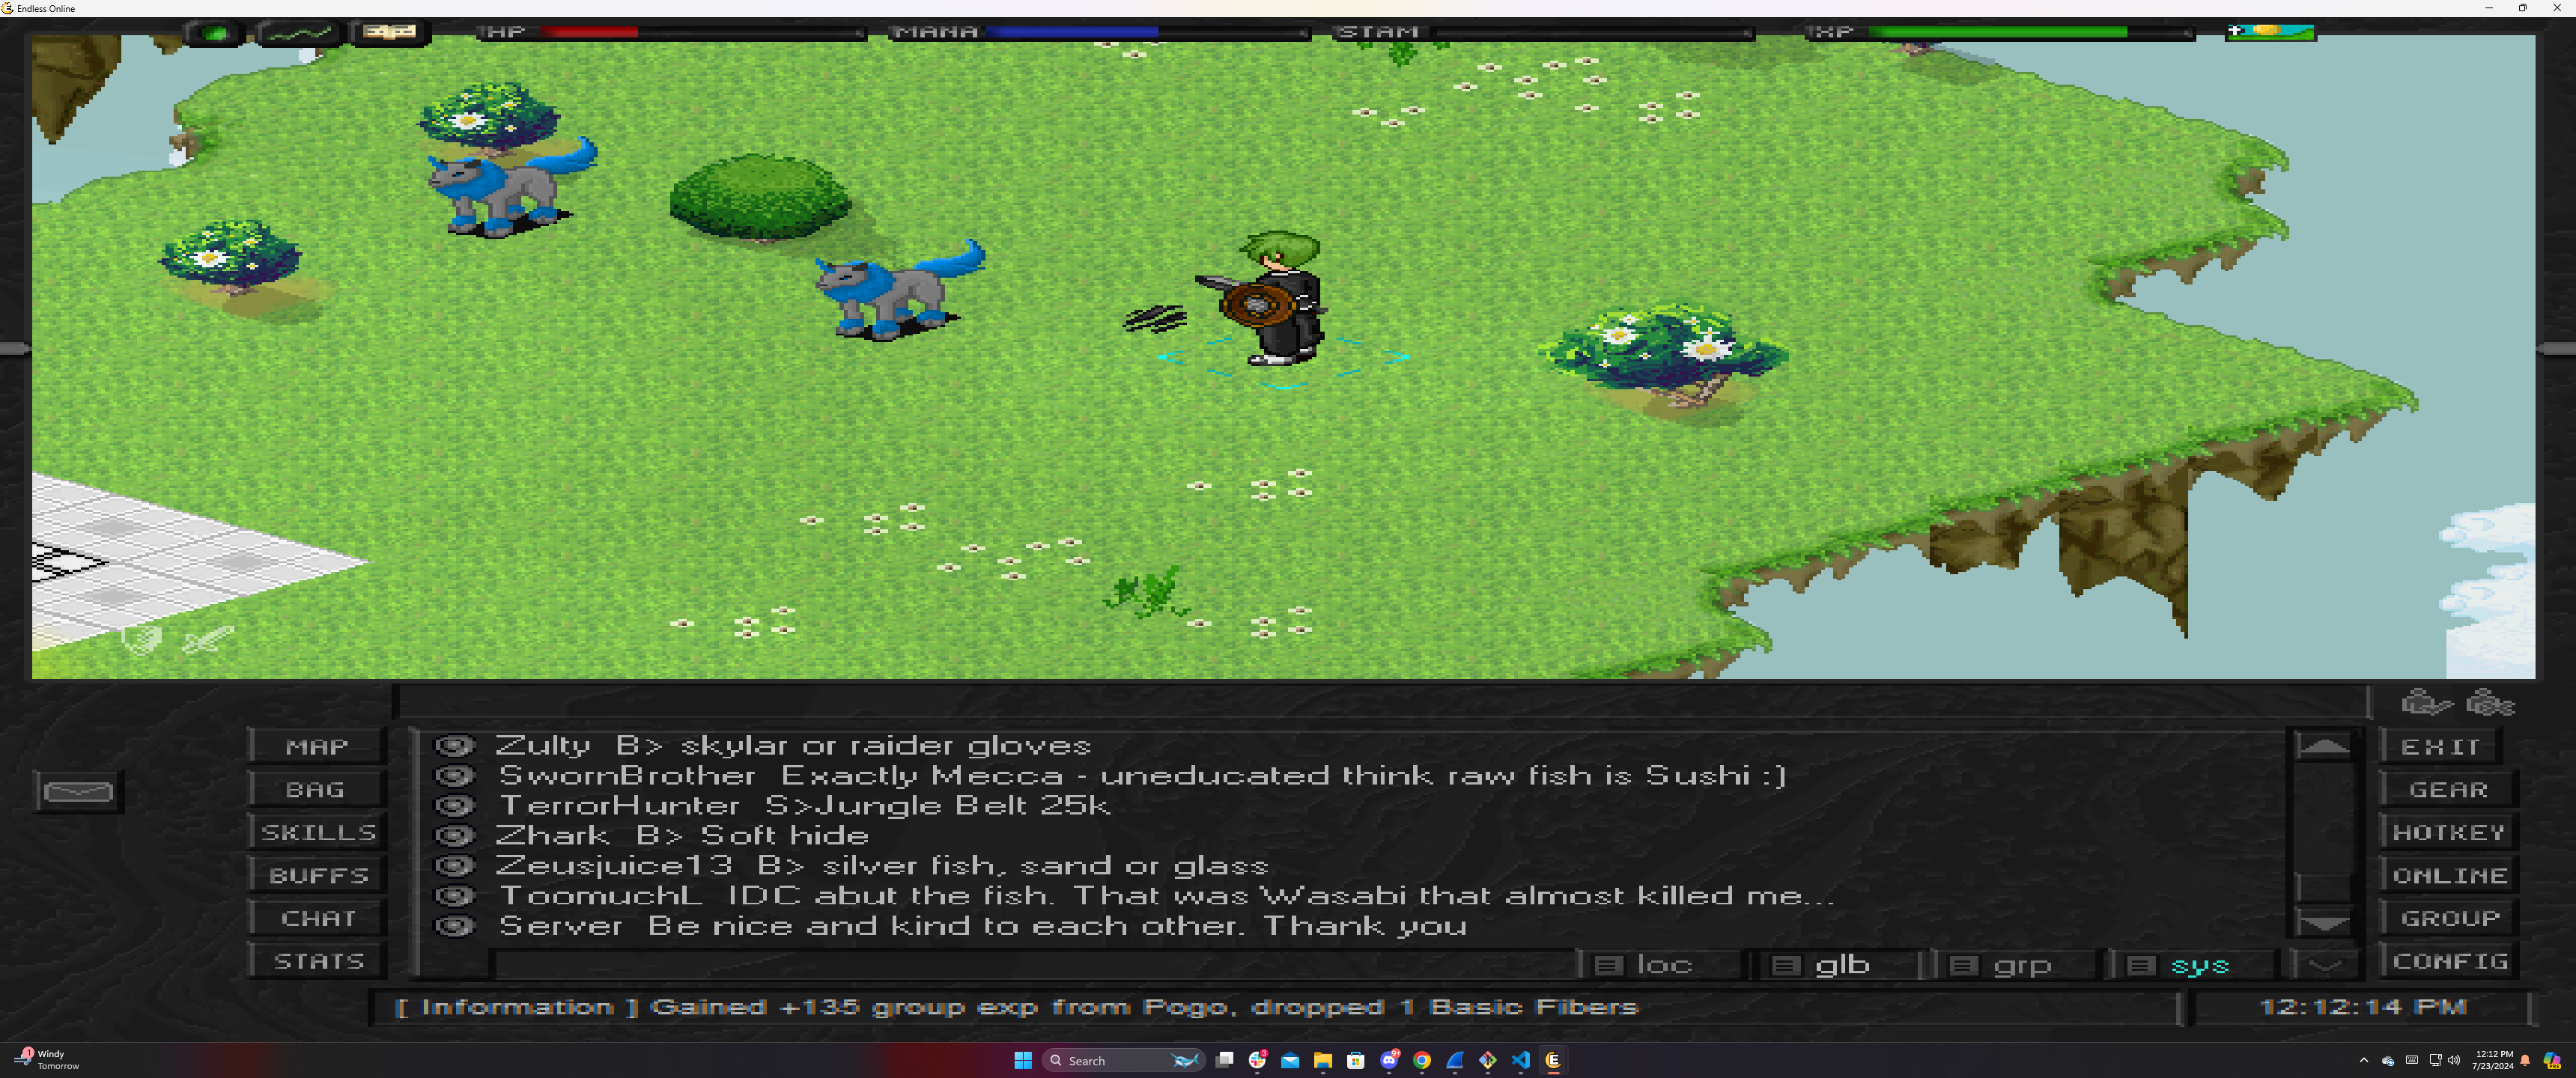 Endless Online
HP
MANA
STAM
XP
MAP
BAG
SKILLS
BUFFS
CHAT
STATS
Zulty B> skylar or raider gloves
SwornBrother Exactly Mecca - uneducated think raw fish is Sushi :)
TerrorHunter S>Jungle Belt 25k
Zhark B> Soft hide
Zeusjuice13 B> silver fish, sand or glass
ToomuchL IDC abut the fish. That was Wasabi that almost killed me...
Server Be nice and kind to each other. Thank you
loc glb grp sys
EXIT
GEAR
HOTKEY
ONLINE
GROUP
CONFIG
[ Information ] Gained +135 group exp from Pogo, dropped 1 Basic Fibers
12:12:14 PM
1
Windy
Tomorrow
Search
3
9+
12:12 PM
7/23/2024